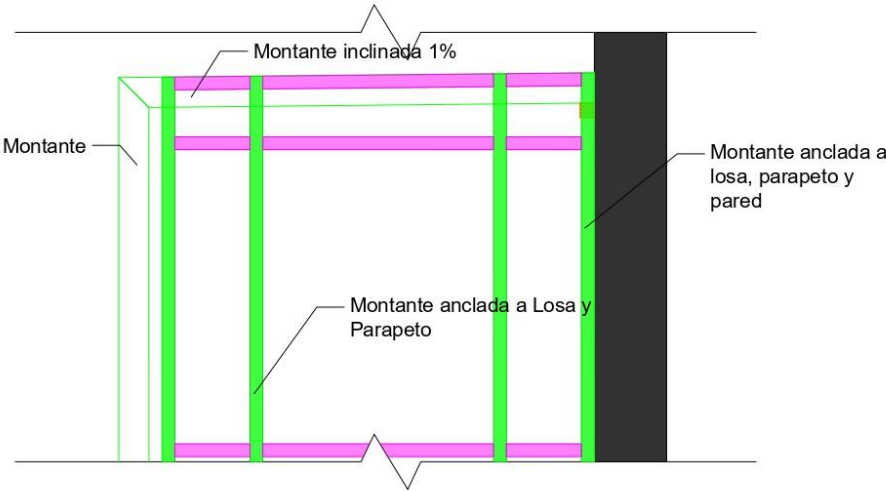 Montante inclinada 1%
Montante
Montante anclada a
losa, parapeto y
pared
Montante anclada a Losa y
Parapeto